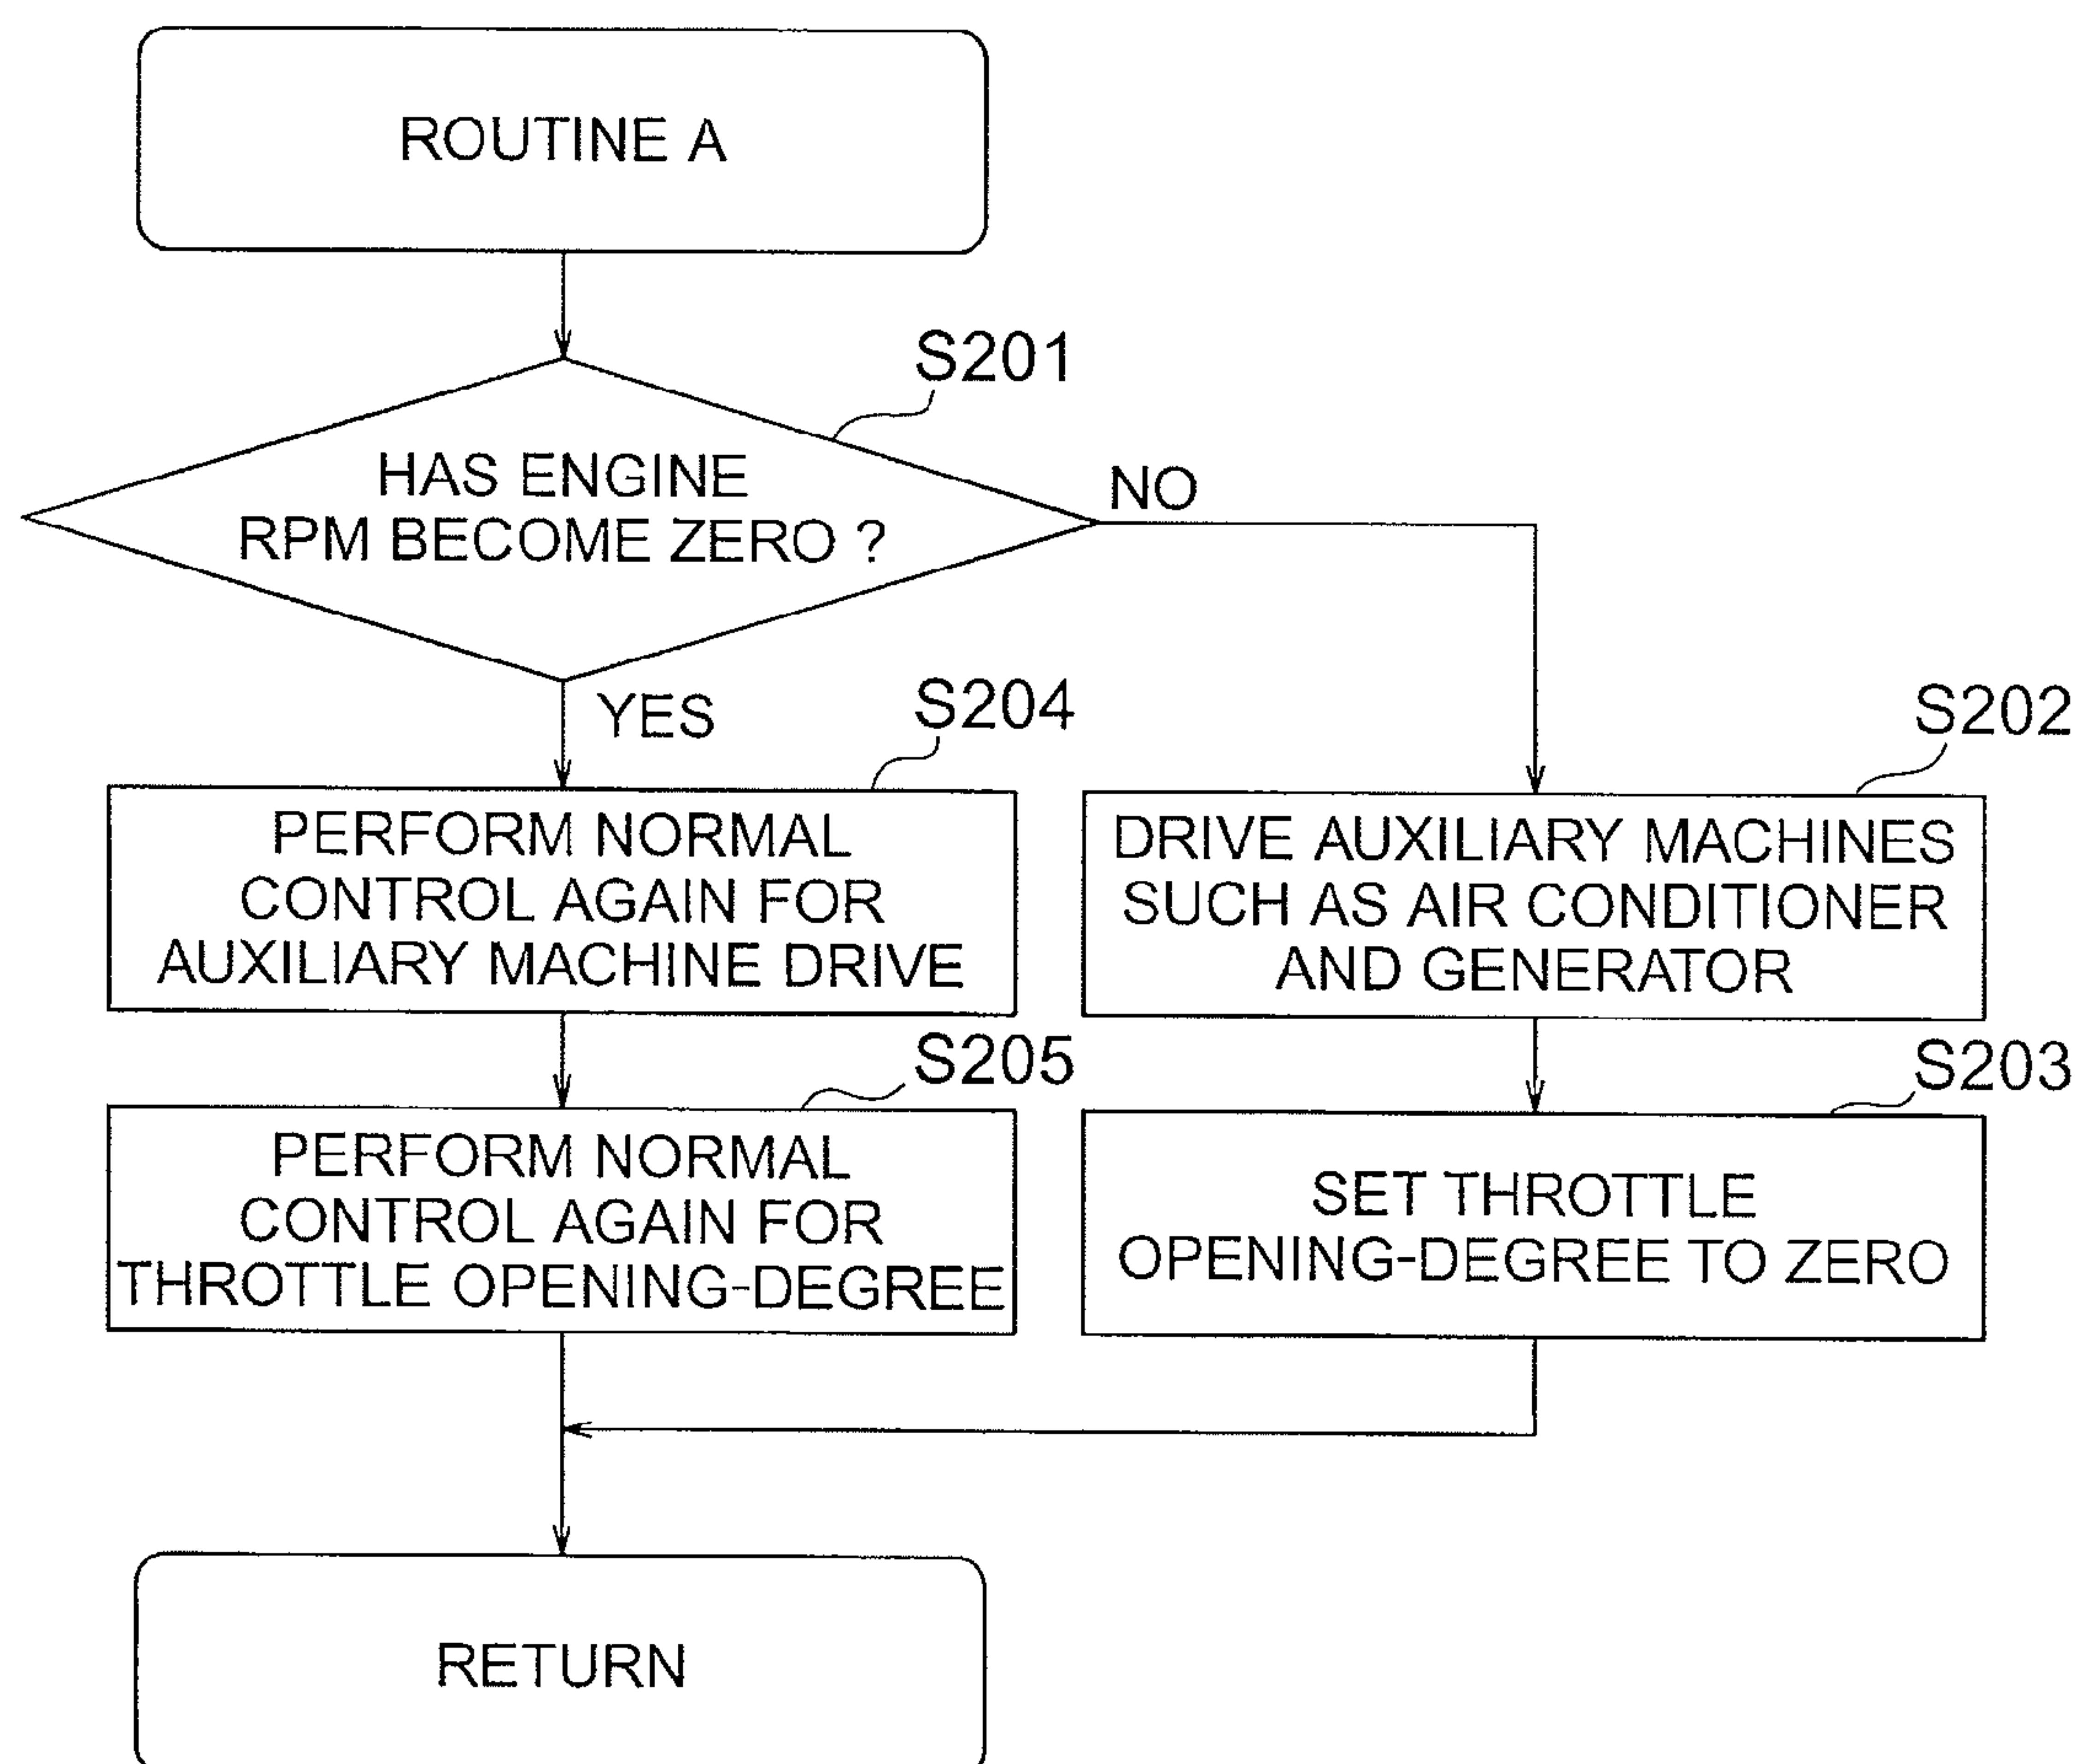 ROUTINE A
S201
HAS ENGINE
RPM BECOME ZERO ?
NO
YES
S204
PERFORM NORMAL
CONTROL AGAIN FOR
AUXILIARY MACHINE DRIVE
S202
DRIVE AUXILIARY MACHINES
SUCH AS AIR CONDITIONER
AND GENERATOR
S205
PERFORM NORMAL
CONTROL AGAIN FOR
THROTTLE OPENING-DEGREE
S203
SET THROTTLE
OPENING-DEGREE TO ZERO
RETURN